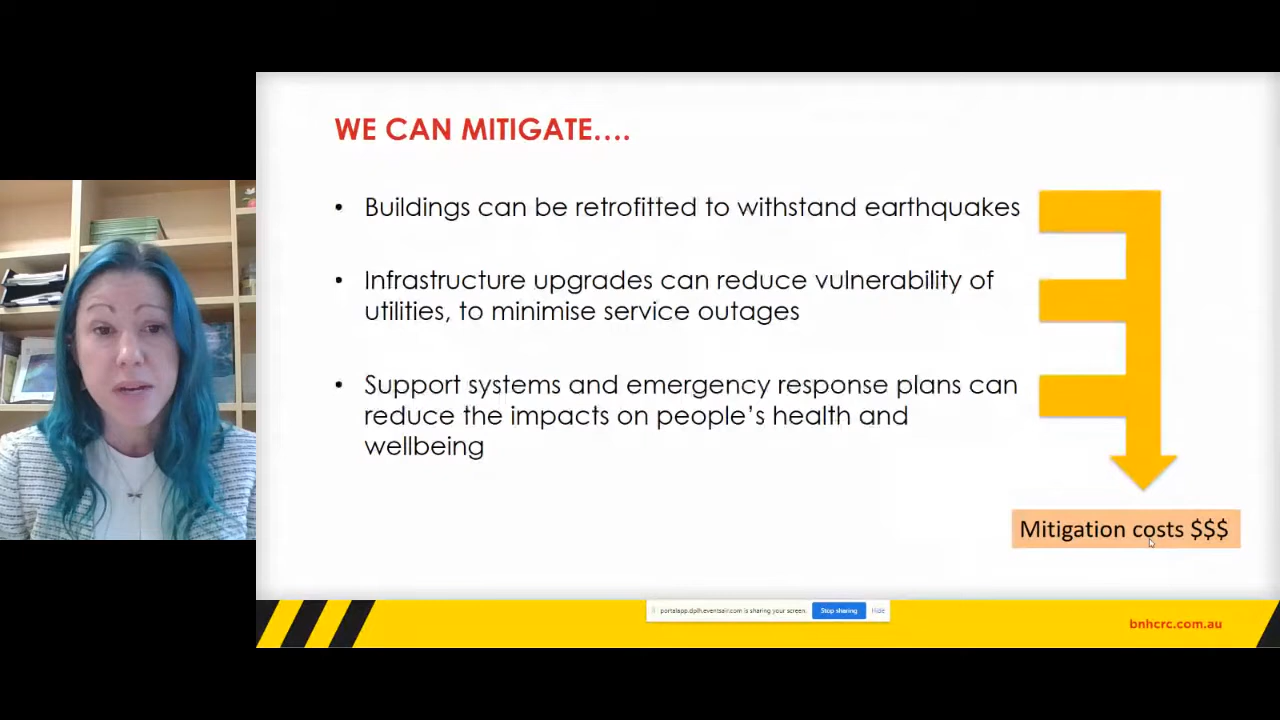 WE CAN MITIGATE....
• Buildings can be retrofitted to withstand earthquakes
• Infrastructure upgrades can reduce vulnerability of
utilities, to minimise service outages
• Support systems and emergency response plans can
reduce the impacts on people’s health and
wellbeing
Mitigation costs $$$
portalapp.dplh.eventsair.com is sharing your screen.
Stop sharing
Hide
bnhcrc.com.au